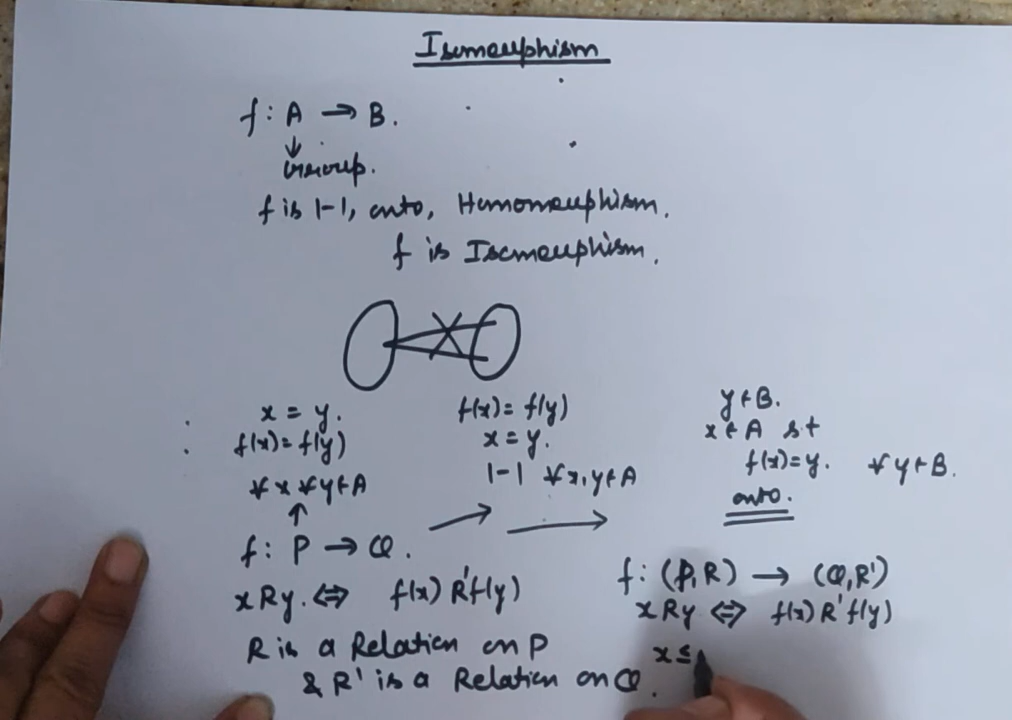 Isomorphism
f: A → B.
↓
Group.
f is 1-1, onto, Homomorphism.
f is Isomorphism.
x = y.
f(x) = f(y)
∀x ∀y ∈ A
↑
f(x) = f(y)
x = y.
1-1 ∀x, y ∈ A
y ∈ B.
x ∈ A st
f(x) = y. ∀y ∈ B.
onto.
f: P → Q.
xRy. ⇔ f(x) R' f(y)
R is a Relation on P
& R' is a Relation on Q.
f: (P, R) → (Q, R')
xRy ⇔ f(x) R' f(y)
x ≤